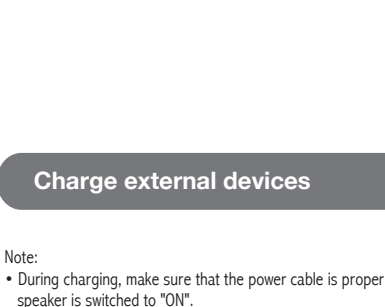 Charge external devices
Note:
• During charging, make sure that the power cable is proper
speaker is switched to "ON".